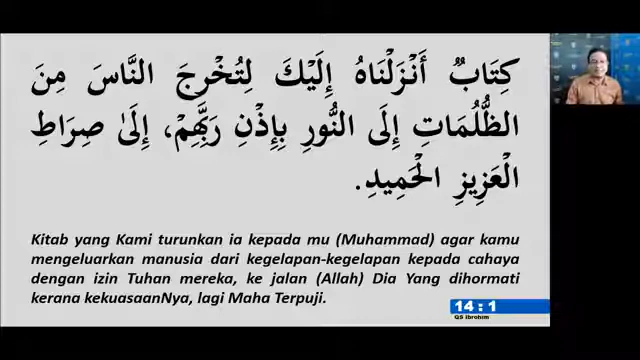 كِتَابٌ أَنْزَلْنَاهُ إِلَيْكَ لِتُخْرِجَ النَّاسَ مِنَ
الظُّلُمَاتِ إِلَى النُّورِ بِإِذْنِ رَبِّهِمْ، إِلَىٰ صِرَاطِ
الْعَزِيزِ الْحَمِيدِ.
Kitab yang Kami turunkan ia kepada mu (Muhammad) agar kamu
mengeluarkan manusia dari kegelapan-kegelapan kepada cahaya
dengan izin Tuhan mereka, ke jalan (Allah) Dia Yang dihormati
kerana kekuasaanNya, lagi Maha Terpuji.
14 : 1
QS Ibrohim